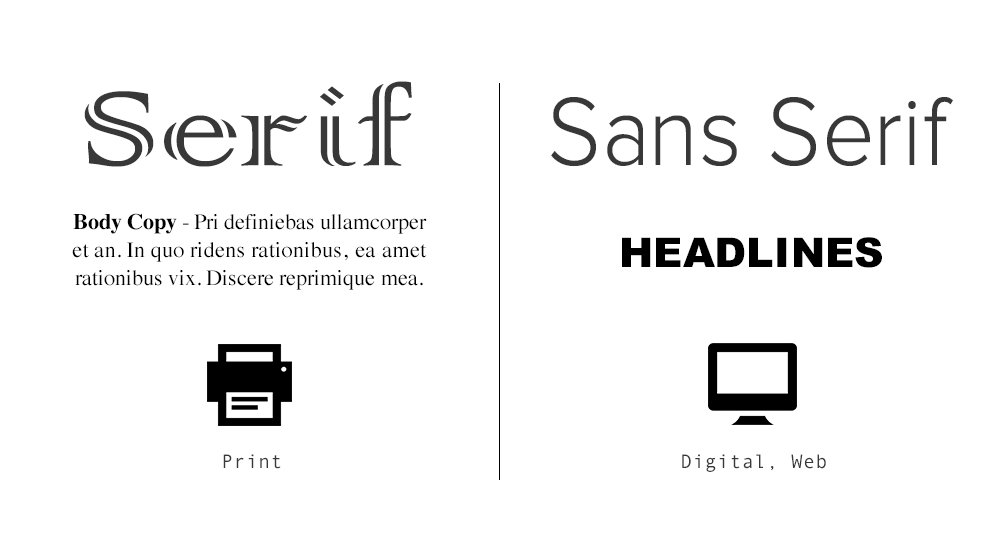 Serif
Body Copy - Pri definiebas ullamcorper
et an. In quo ridens rationibus, ea amet
rationibus vix. Discere reprimique mea.
Print
Sans Serif
HEADLINES
Digital, Web